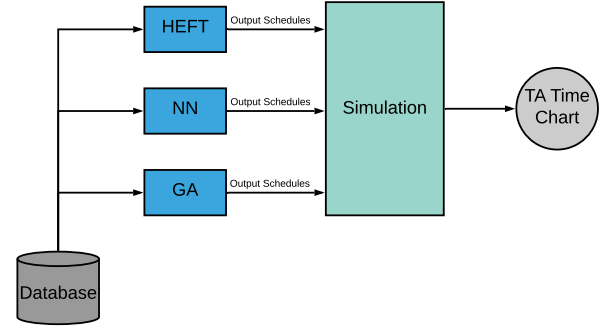 HEFT
Output Schedules
NN
Output Schedules
GA
Output Schedules
Simulation
TA Time
Chart
Database